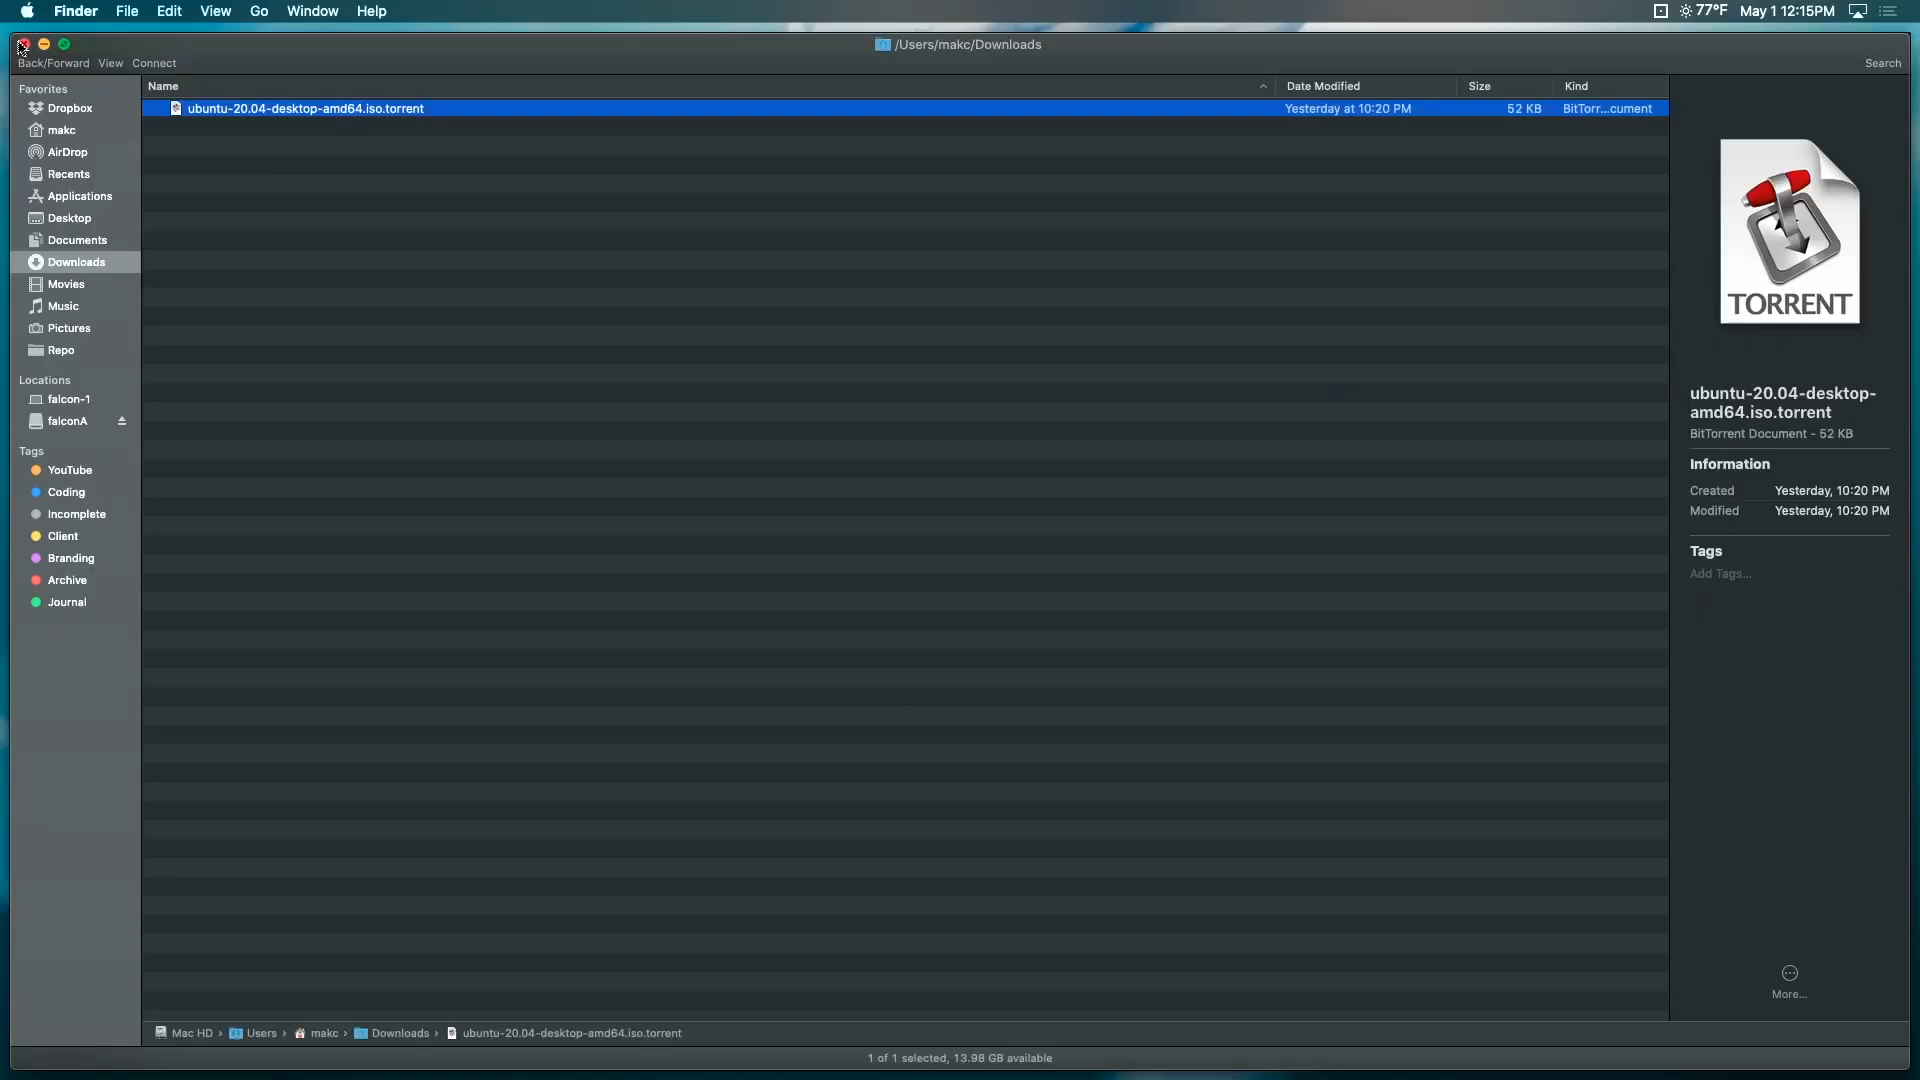 Finder File Edit View Go Window Help 77°F May 1 12:15PM
/Users/makc/Downloads
Back/Forward View Connect Search
Favorites
Dropbox
makc
AirDrop
Recents
Applications
Desktop
Documents
Downloads
Movies
Music
Pictures
Repo
Locations
falcon-1
falconA
Tags
YouTube
Coding
Incomplete
Client
Branding
Archive
Journal
Name Date Modified Size Kind
ubuntu-20.04-desktop-amd64.iso.torrent Yesterday at 10:20 PM 52 KB BitTorr...cument
TORRENT
ubuntu-20.04-desktop-
amd64.iso.torrent
BitTorrent Document - 52 KB
Information
Created Yesterday, 10:20 PM
Modified Yesterday, 10:20 PM
Tags
Add Tags...
More...
Mac HD › Users › makc › Downloads › ubuntu-20.04-desktop-amd64.iso.torrent
1 of 1 selected, 13.98 GB available